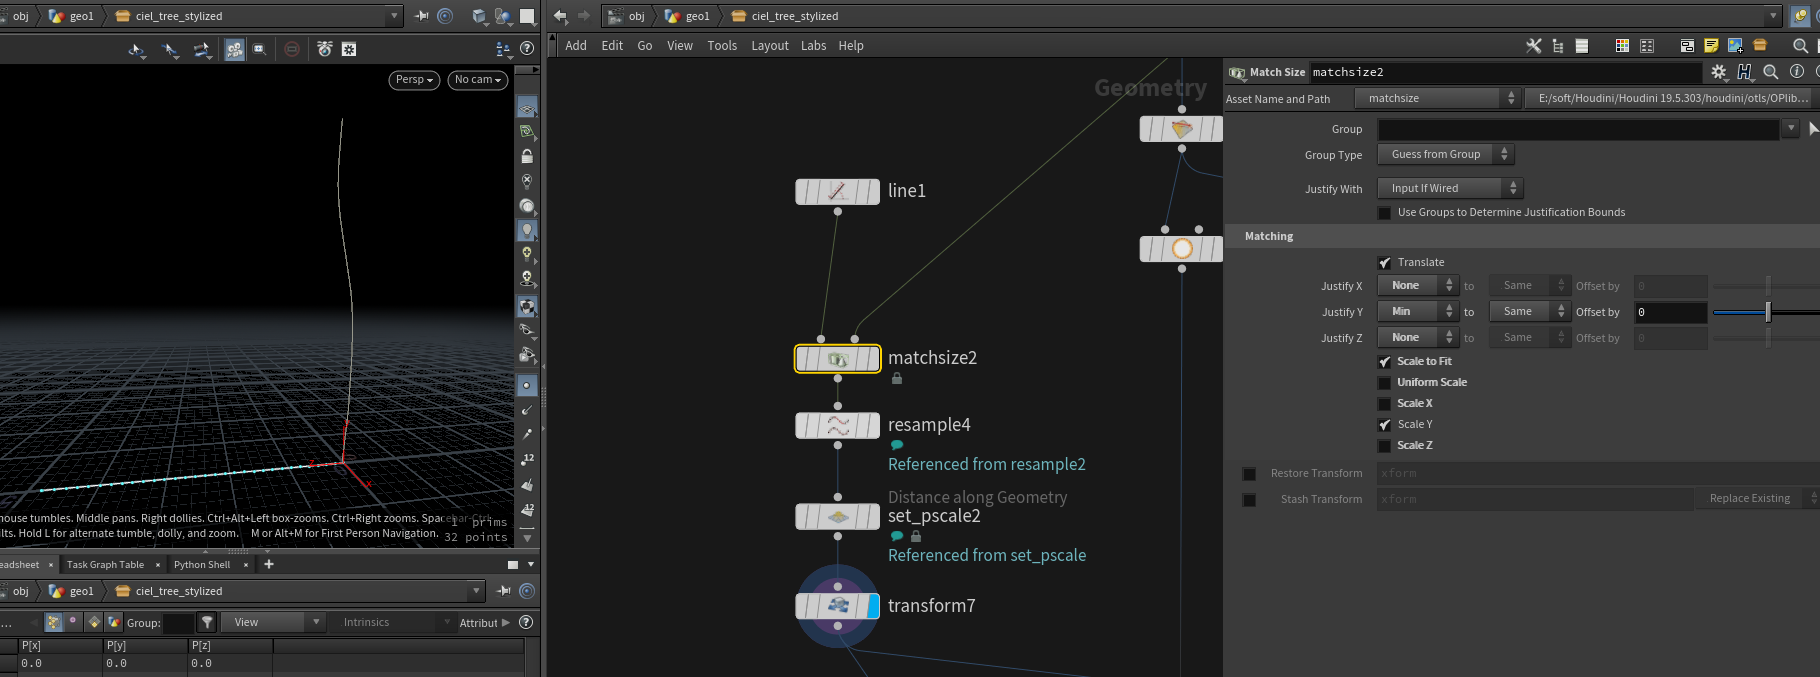 obj geo1 ciel_tree_stylized
Persp No cam
ouse tumbles. Middle pans. Right dollies. Ctrl+Alt+Left box-zooms. Ctrl+Right zooms. Spacebar-Ctrl-
lts. Hold L for alternate tumble, dolly, and zoom. M or Alt+M for First Person Navigation.
1 prims
32 points
12
12
eadsheet × Task Graph Table × Python Shell × +
obj geo1 ciel_tree_stylized
Group: View Intrinsics Attribut
P[x] P[y] P[z]
0.0 0.0 0.0
obj geo1 ciel_tree_stylized
Add Edit Go View Tools Layout Labs Help
Geometry
line1
matchsize2
resample4
Referenced from resample2
Distance along Geometry
set_pscale2
Referenced from set_pscale
transform7
Match Size matchsize2
Asset Name and Path matchsize E:/soft/Houdini/Houdini 19.5.303/houdini/otls/OPlib...
Group
Group Type Guess from Group
Justify With Input If Wired
Use Groups to Determine Justification Bounds
Matching
Translate
Justify X None to Same Offset by 0
Justify Y Min to Same Offset by 0
Justify Z None to Same Offset by 0
Scale to Fit
Uniform Scale
Scale X
Scale Y
Scale Z
Restore Transform xform
Stash Transform xform Replace Existing